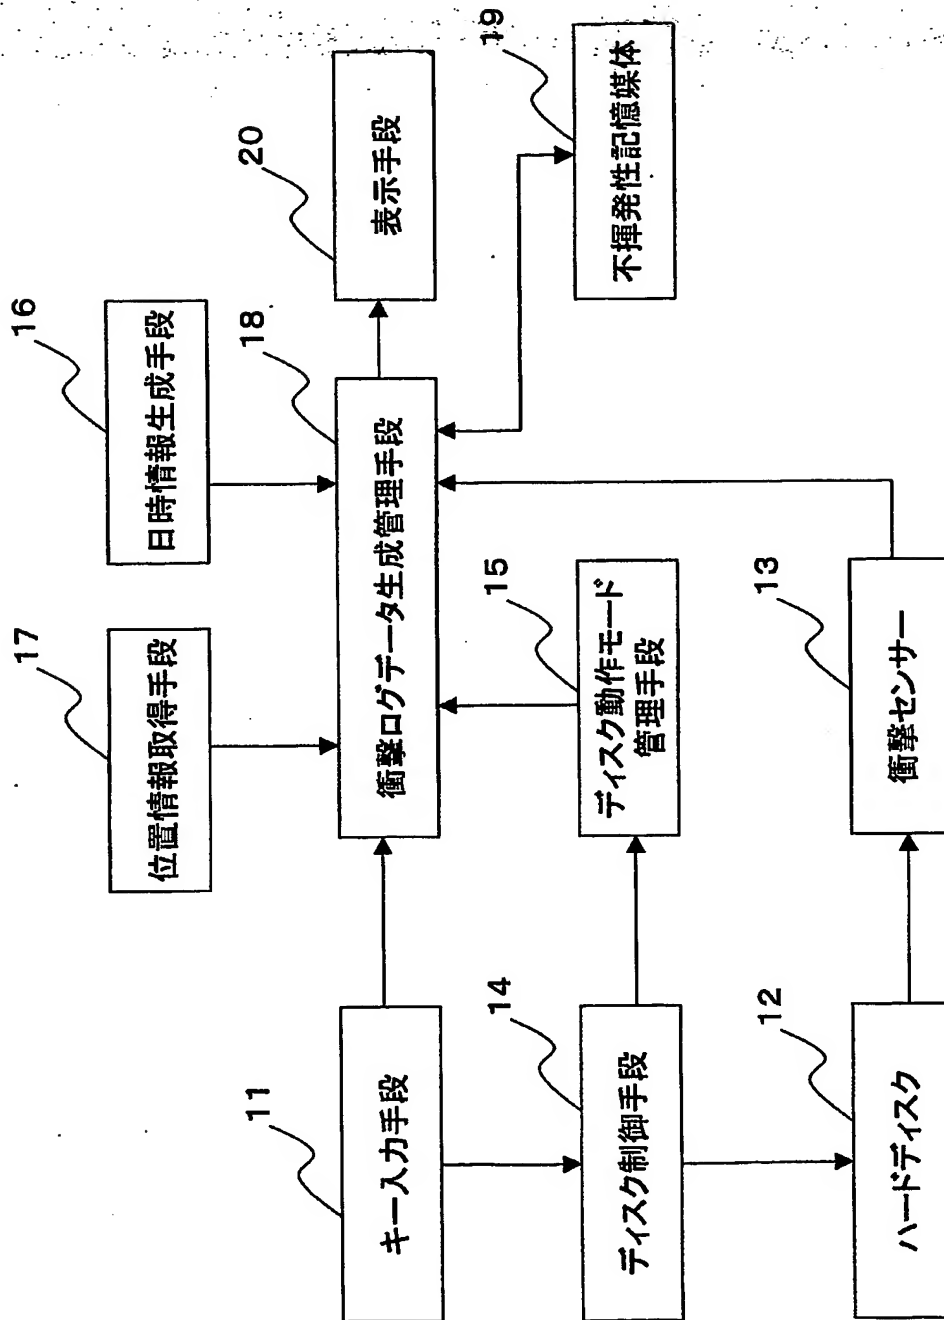 17
位置情報取得手段
16
日時情報生成手段
11
キー入力手段
18
衝撃ログデータ生成管理手段
20
表示手段
14
ディスク制御手段
15
ディスク動作モード
管理手段
19
不揮発性記憶媒体
12
ハードディスク
13
衝撃センサー